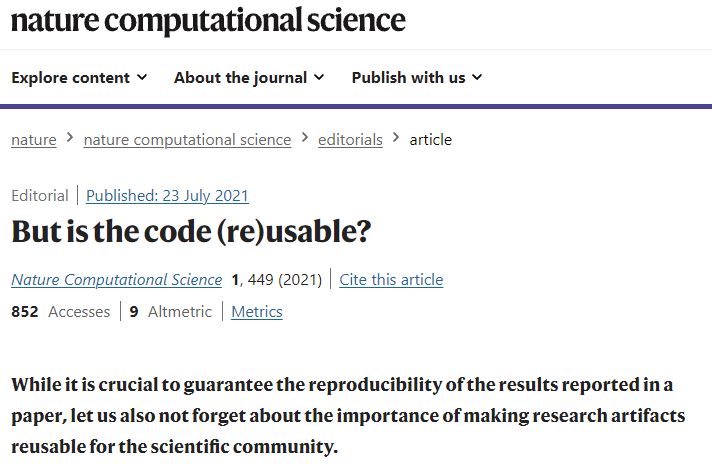 nature computational science
Explore content
About the journal
Publish with us
nature > nature computational science > editorials > article
Editorial | Published: 23 July 2021
But is the code (re)usable?
Nature Computational Science 1, 449 (2021) | Cite this article
852 Accesses | 9 Altmetric | Metrics
While it is crucial to guarantee the reproducibility of the results reported in a
paper, let us also not forget about the importance of making research artifacts
reusable for the scientific community.